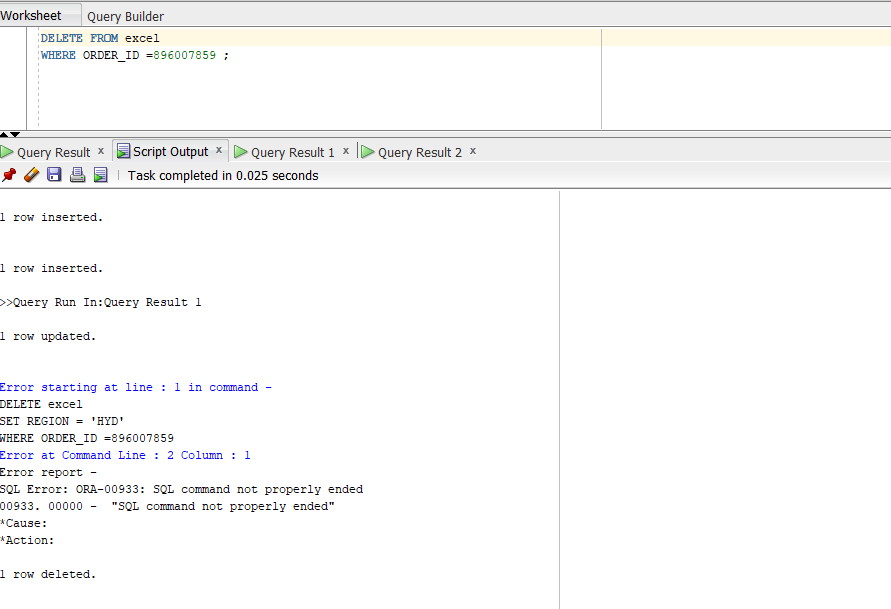 Worksheet Query Builder
DELETE FROM excel
WHERE ORDER_ID =896007859 ;
Query Result x Script Output x Query Result 1 x Query Result 2 x
Task completed in 0.025 seconds
1 row inserted.
1 row inserted.
>>Query Run In:Query Result 1
1 row updated.
Error starting at line : 1 in command -
DELETE excel
SET REGION = 'HYD'
WHERE ORDER_ID =896007859
Error at Command Line : 2 Column : 1
Error report -
SQL Error: ORA-00933: SQL command not properly ended
00933. 00000 -  "SQL command not properly ended"
*Cause:
*Action:
1 row deleted.